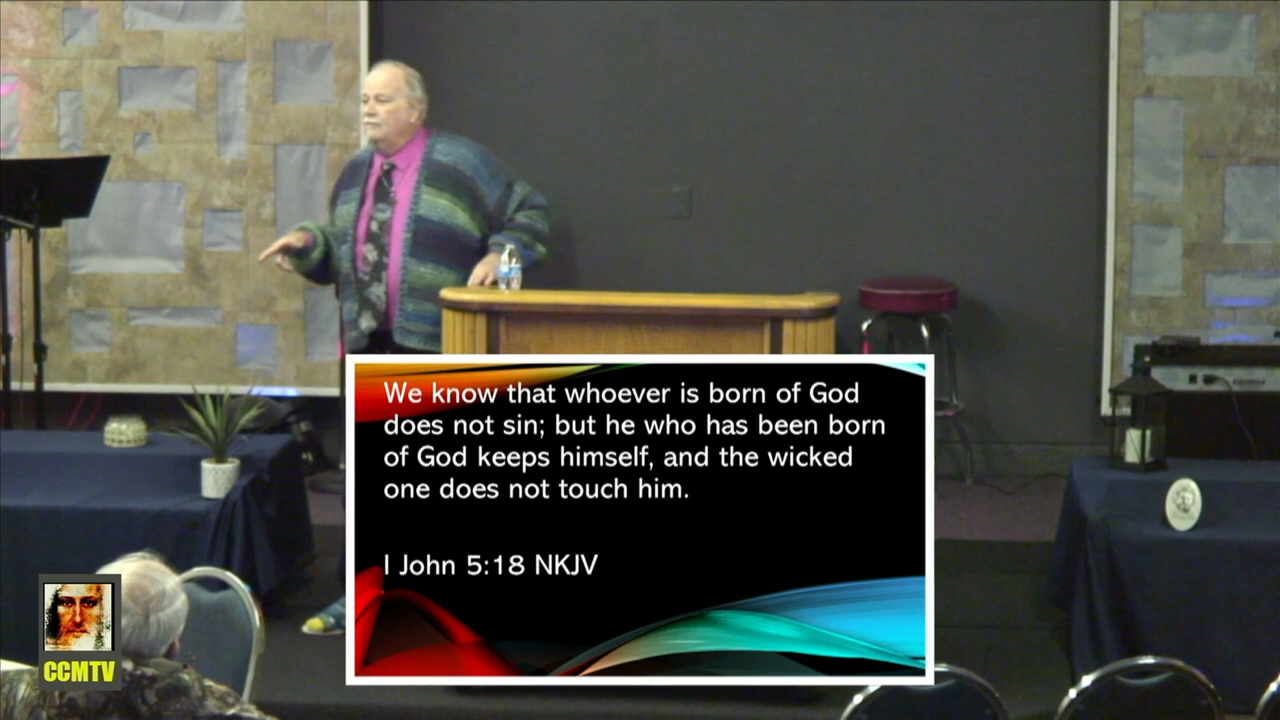 We know that whoever is born of God
does not sin; but he who has been born
of God keeps himself, and the wicked
one does not touch him.
I John 5:18 NKJV
CCMTV